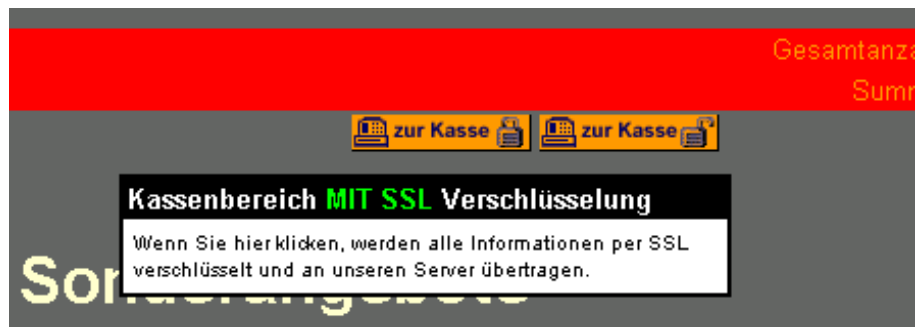 Gesamtanza
Summ
zur Kasse zur Kasse
Kassenbereich MIT SSL Verschlüsselung
Wenn Sie hier klicken, werden alle Informationen per SSL
verschlüsselt und an unseren Server übertragen.
Sonderangebote